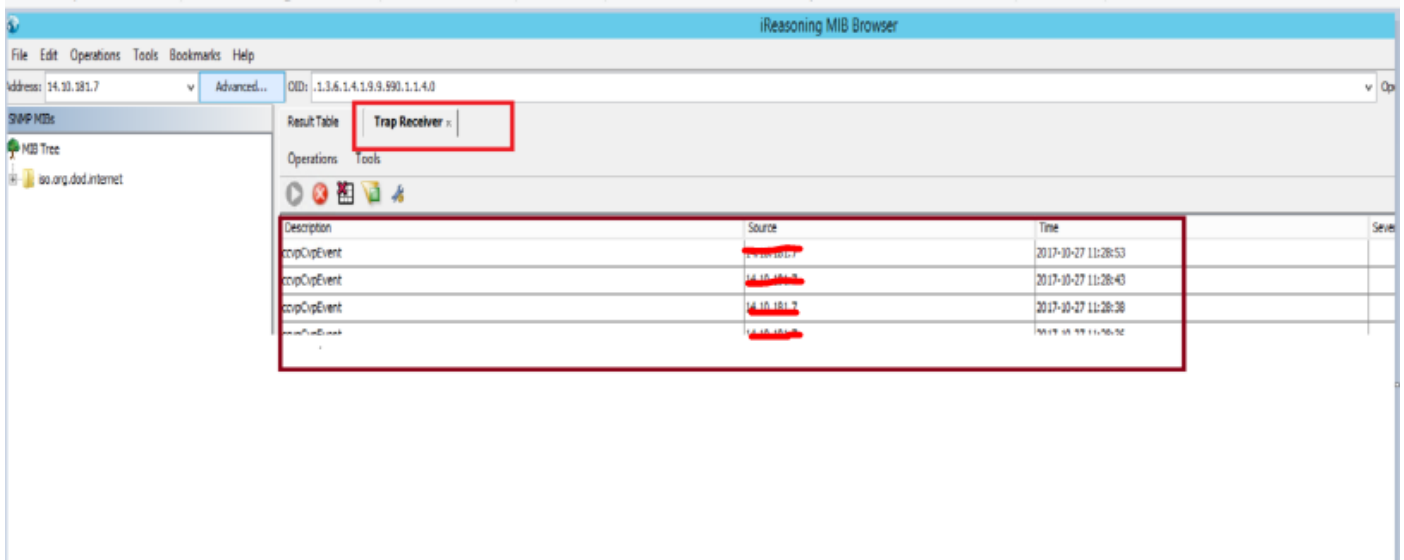 iReasoning MIB Browser
File Edit Operations Tools Bookmarks Help
Address: 14.10.181.7 Advanced... OID: .1.3.6.1.4.1.9.9.590.1.1.4.0
SNMP MIBs
Result Table Trap Receiver
MIB Tree
Operations Tools
iso.org.dod.internet
Description Source Time
ccvpCvpEvent 2017-10-27 11:28:53
ccvpCvpEvent 2017-10-27 11:28:43
ccvpCvpEvent 14.10.181.7 2017-10-27 11:28:38